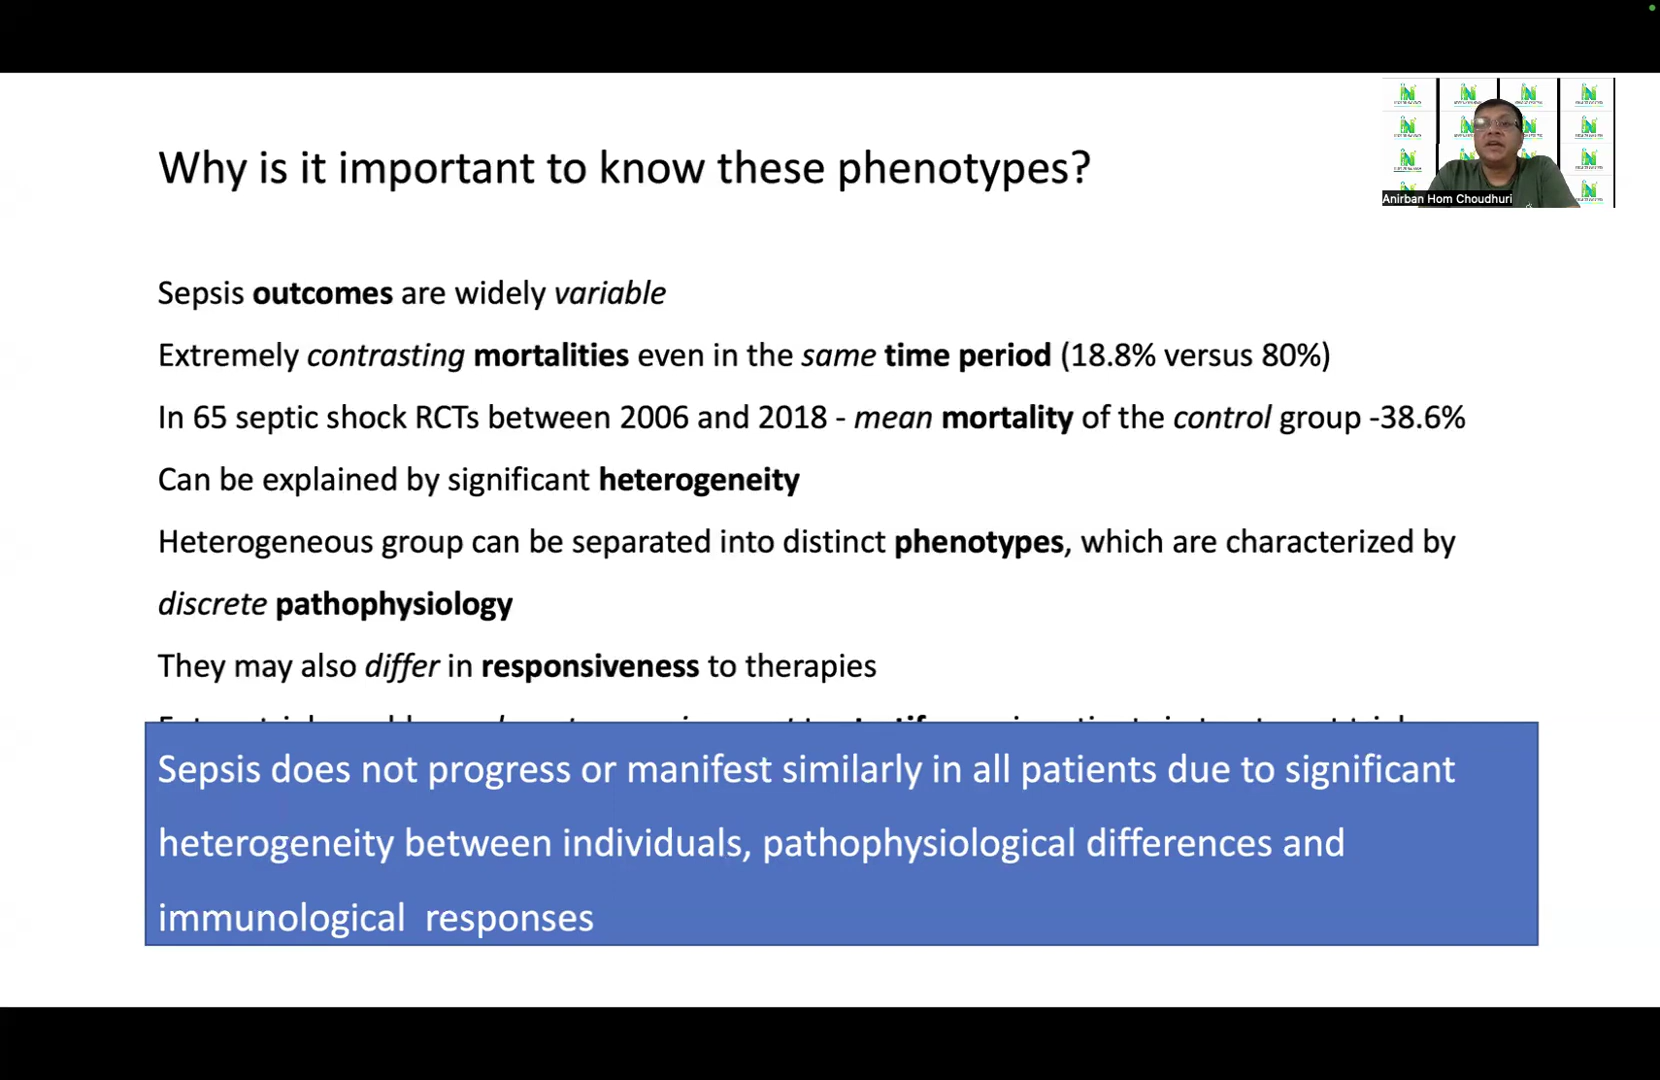 Why is it important to know these phenotypes?
Anirban Hom Choudhuri
Sepsis outcomes are widely variable
Extremely contrasting mortalities even in the same time period (18.8% versus 80%)
In 65 septic shock RCTs between 2006 and 2018 - mean mortality of the control group -38.6%
Can be explained by significant heterogeneity
Heterogeneous group can be separated into distinct phenotypes, which are characterized by
discrete pathophysiology
They may also differ in responsiveness to therapies
Sepsis does not progress or manifest similarly in all patients due to significant
heterogeneity between individuals, pathophysiological differences and
immunological  responses